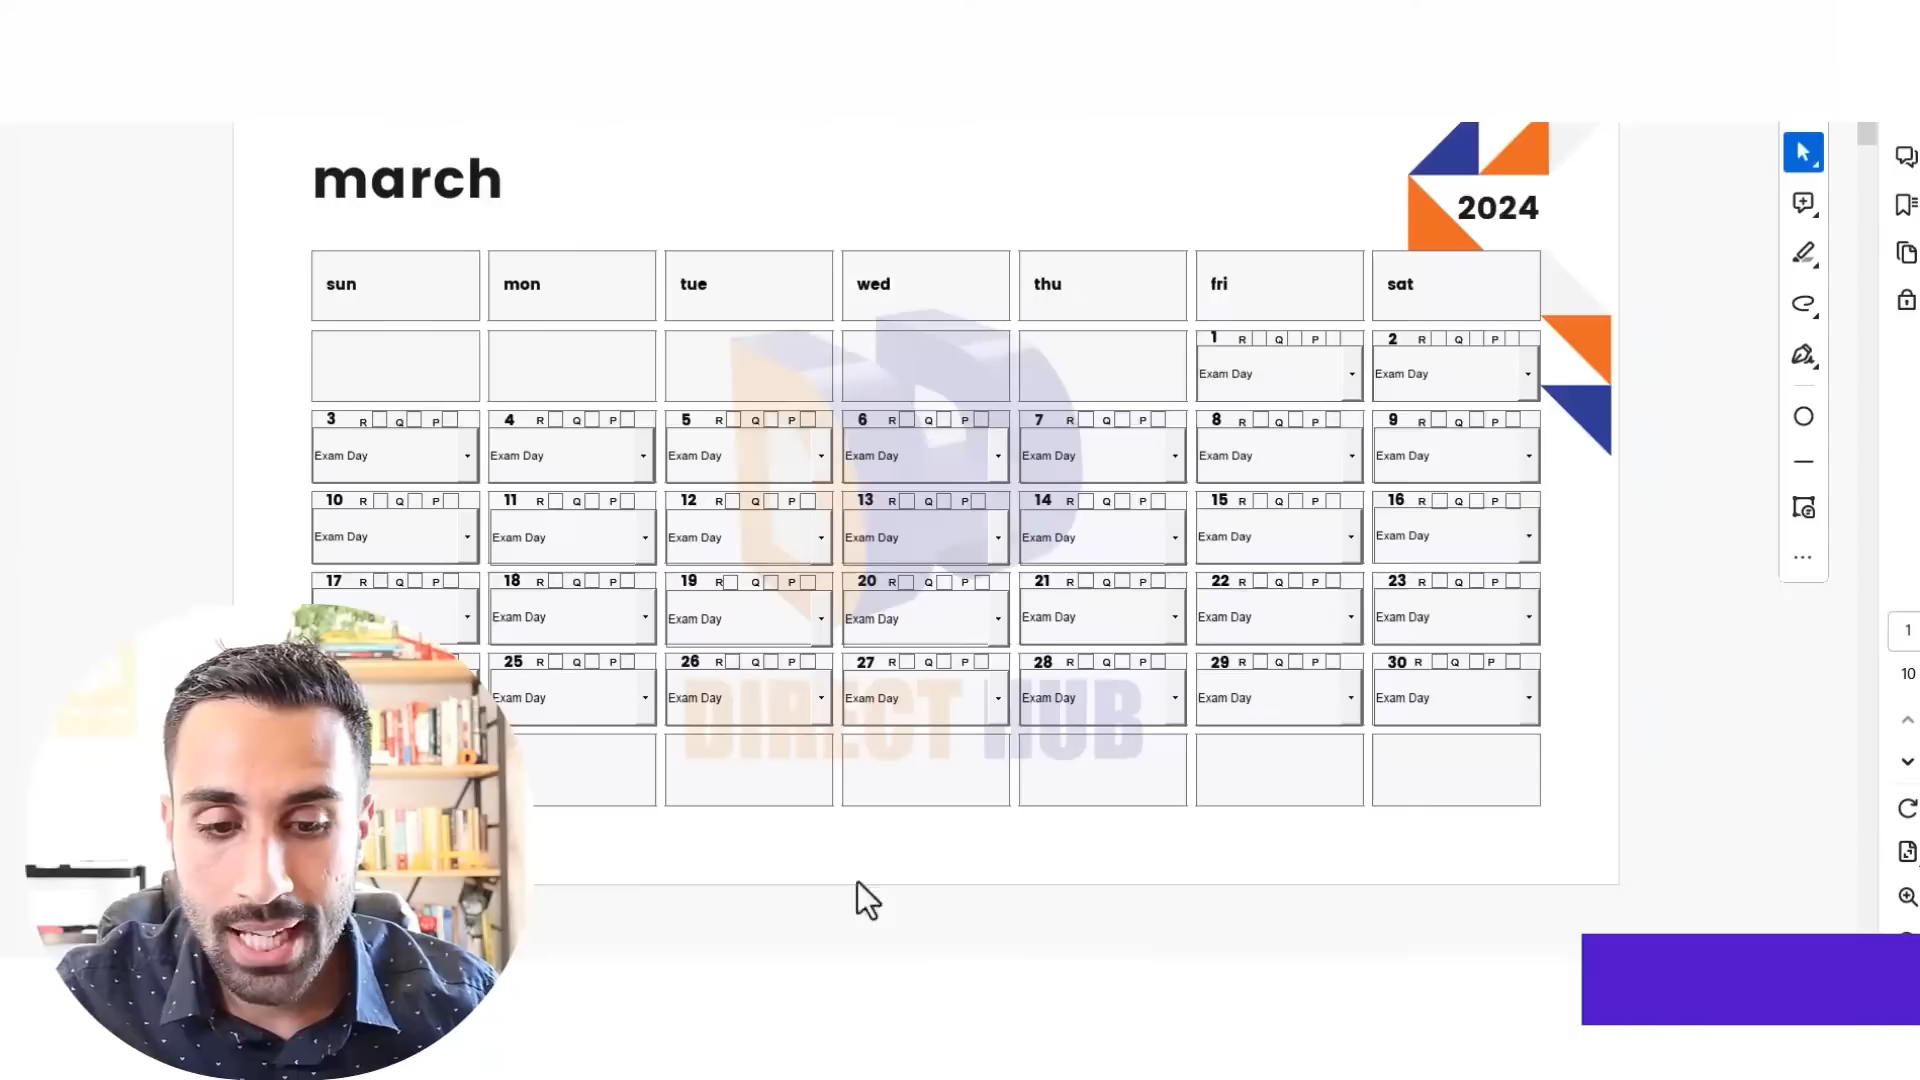 march
2024
sun mon tue wed thu fri sat
1 R Q P 2 R Q P
Exam Day Exam Day
3 R Q P 4 R Q P 5 R Q P 6 R Q P 7 R Q P 8 R Q P 9 R Q P
Exam Day Exam Day Exam Day Exam Day Exam Day Exam Day Exam Day
10 R Q P 11 R Q P 12 R Q P 13 R Q P 14 R Q P 15 R Q P 16 R Q P
Exam Day Exam Day Exam Day Exam Day Exam Day Exam Day Exam Day
17 R Q P 18 R Q P 19 R Q P 20 R Q P 21 R Q P 22 R Q P 23 R Q P
Exam Day Exam Day Exam Day Exam Day Exam Day Exam Day
25 R Q P 26 R Q P 27 R Q P 28 R Q P 29 R Q P 30 R Q P
Exam Day Exam Day Exam Day Exam Day Exam Day Exam Day
DIRECT HUB
1
10